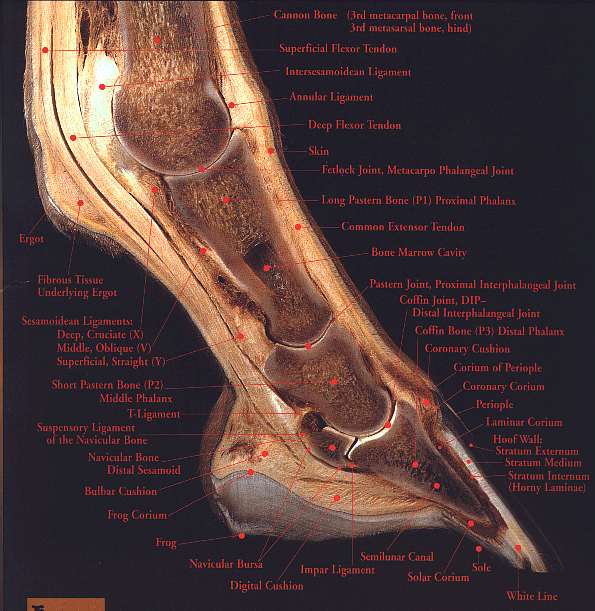 Cannon Bone (3rd metacarpal bone, front
3rd metasarsal bone, hind)
Superficial Flexor Tendon
Intersesamoidean Ligament
Annular Ligament
Deep Flexor Tendon
Skin
Fetlock Joint, Metacarpo Phalangeal Joint
Long Pastern Bone (P1) Proximal Phalanx
Common Extensor Tendon
Ergot
Bone Marrow Cavity
Fibrous Tissue
Underlying Ergot
Pastern Joint, Proximal Interphalangeal Joint
Coffin Joint, DIP–
Distal Interphalangeal Joint
Sesamoidean Ligaments:
Deep, Cruciate (X)
Middle, Oblique (V)
Superficial, Straight (Y)
Coffin Bone (P3) Distal Phalanx
Coronary Cushion
Corium of Periople
Short Pastern Bone (P2)
Middle Phalanx
Coronary Corium
Periople
T-Ligament
Laminar Corium
Suspensory Ligament
of the Navicular Bone
Hoof Wall:
Stratum Externum
Stratum Medium
Stratum Internum
(Horny Laminae)
Navicular Bone
Distal Sesamoid
Bulbar Cushion
Frog Corium
Frog
Navicular Bursa
Digital Cushion
Impar Ligament
Semilunar Canal
Solar Corium
Sole
White Line